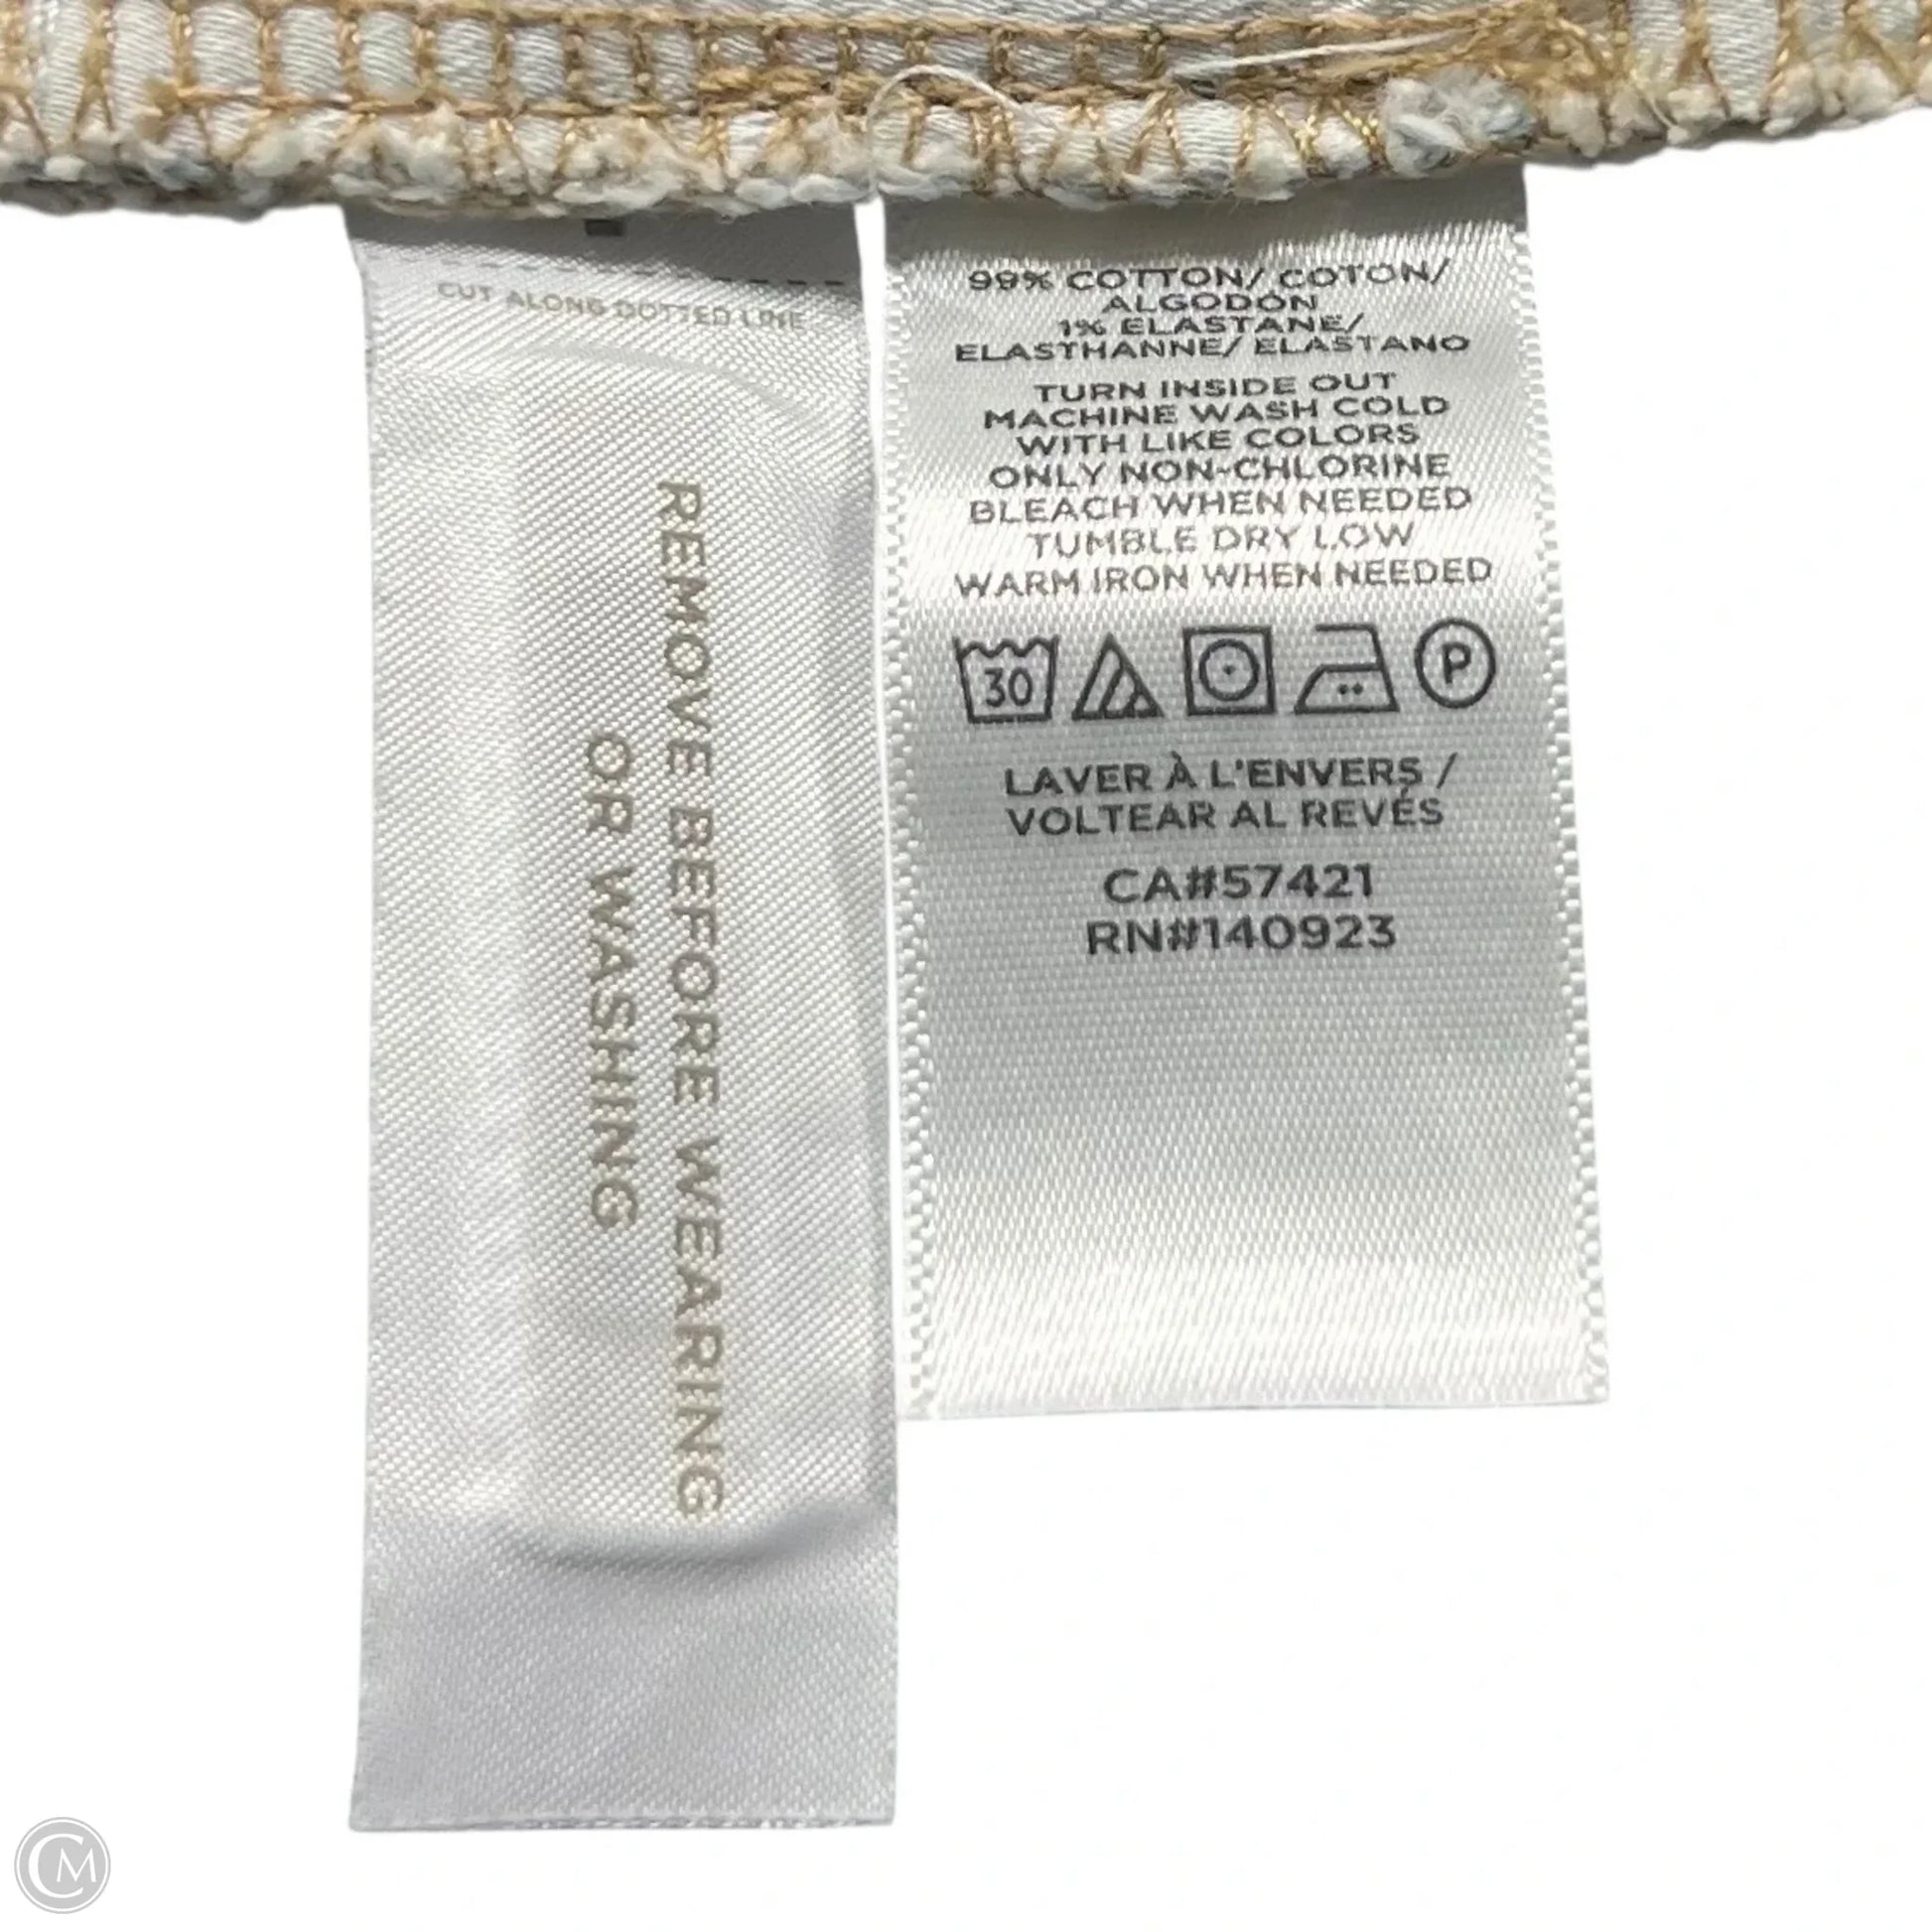 CUT ALONG DOTTED LINE
REMOVE BEFORE WEARING
OR WASHING
99% COTTON/ COTON/
ALGODÓN
1% ELASTANE/
ELASTHANNE/ ELASTANO
TURN INSIDE OUT
MACHINE WASH COLD
WITH LIKE COLORS
ONLY NON-CHLORINE
BLEACH WHEN NEEDED
TUMBLE DRY LOW
WARM IRON WHEN NEEDED
30
P
LAVER À L'ENVERS /
VOLTEAR AL REVÉS
CA#57421
RN#140923
CM